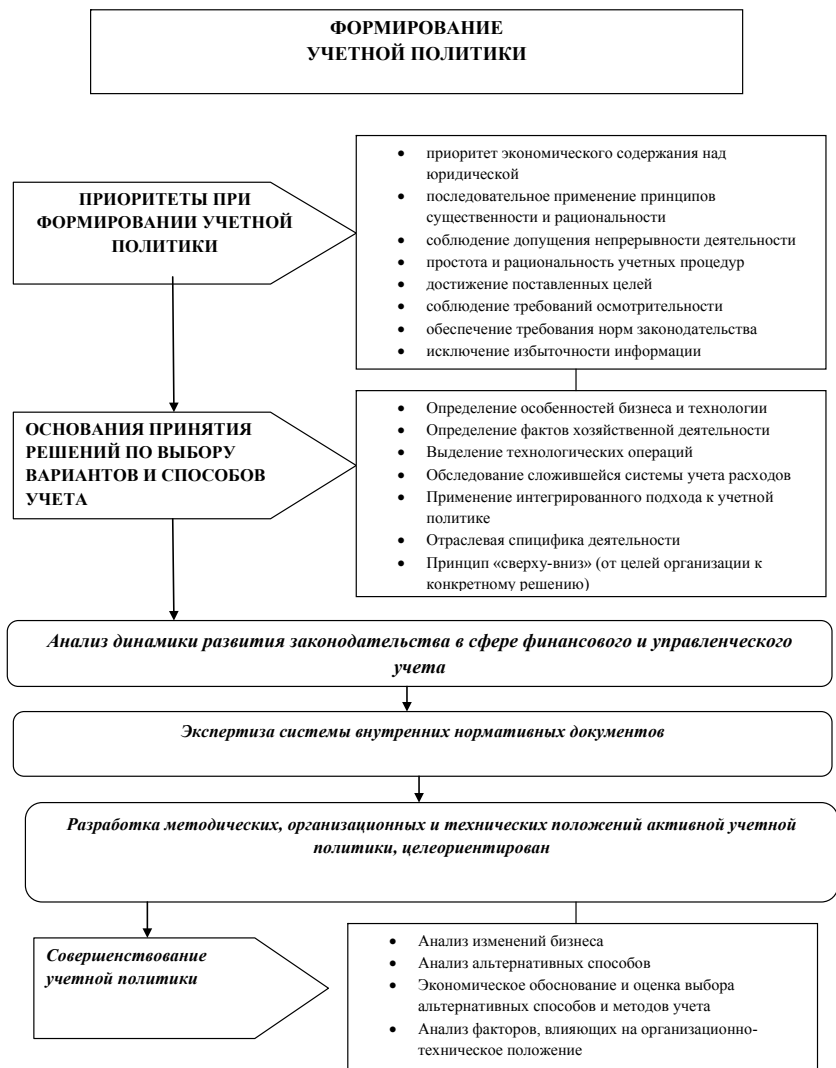 ФОРМИРОВАНИЕ
УЧЕТНОЙ ПОЛИТИКИ
ПРИОРИТЕТЫ ПРИ
ФОРМИРОВАНИИ УЧЕТНОЙ
ПОЛИТИКИ
• приоритет экономического содержания над
юридической
• последовательное применение принципов
существенности и рациональности
• соблюдение допущения непрерывности деятельности
• простота и рациональность учетных процедур
• достижение поставленных целей
• соблюдение требований осмотрительности
• обеспечение требования норм законодательства
• исключение избыточности информации
ОСНОВАНИЯ ПРИНЯТИЯ
РЕШЕНИЙ ПО ВЫБОРУ
ВАРИАНТОВ И СПОСОБОВ
УЧЕТА
• Определение особенностей бизнеса и технологии
• Определение фактов хозяйственной деятельности
• Выделение технологических операций
• Обследование сложившейся системы учета расходов
• Применение интегрированного подхода к учетной
политике
• Отраслевая спицифика деятельности
• Принцип «сверху-вниз» (от целей организации к
конкретному решению)
Анализ динамики развития законодательства в сфере финансового и управленческого
учета
Экспертиза системы внутренних нормативных документов
Разработка методических, организационных и технических положений активной учетной
политики, целеориентирован
Совершенствование
учетной политики
• Анализ изменений бизнеса
• Анализ альтернативных способов
• Экономическое обоснование и оценка выбора
альтернативных способов и методов учета
• Анализ факторов, влияющих на организационно-
техническое положение